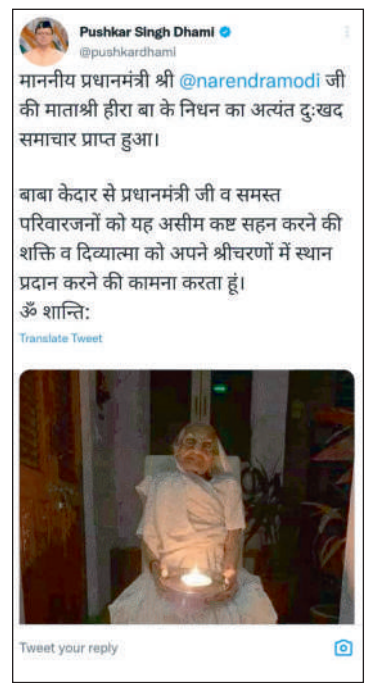 Pushkar Singh Dhami
@pushkardhami
माननीय प्रधानमंत्री श्री @narendramodi जी
की माताश्री हीरा बा के निधन का अत्यंत दुःखद
समाचार प्राप्त हुआ।
बाबा केदार से प्रधानमंत्री जी व समस्त
परिवारजनों को यह असीम कष्ट सहन करने की
शक्ति व दिव्यात्मा को अपने श्रीचरणों में स्थान
प्रदान करने की कामना करता हूं।
ॐ शान्ति:
Translate Tweet
Tweet your reply